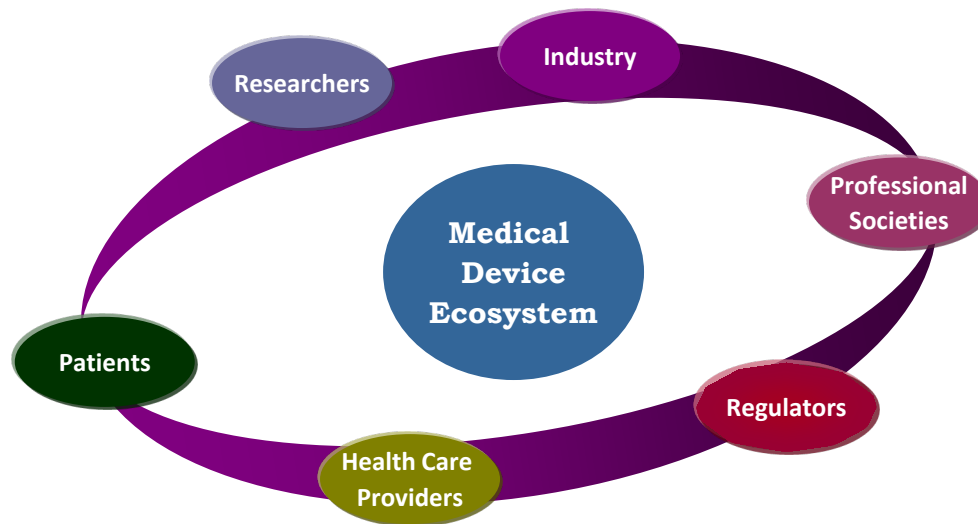 Industry
Researchers
Professional
Societies
Medical
Device
Ecosystem
Patients
Regulators
Health Care
Providers